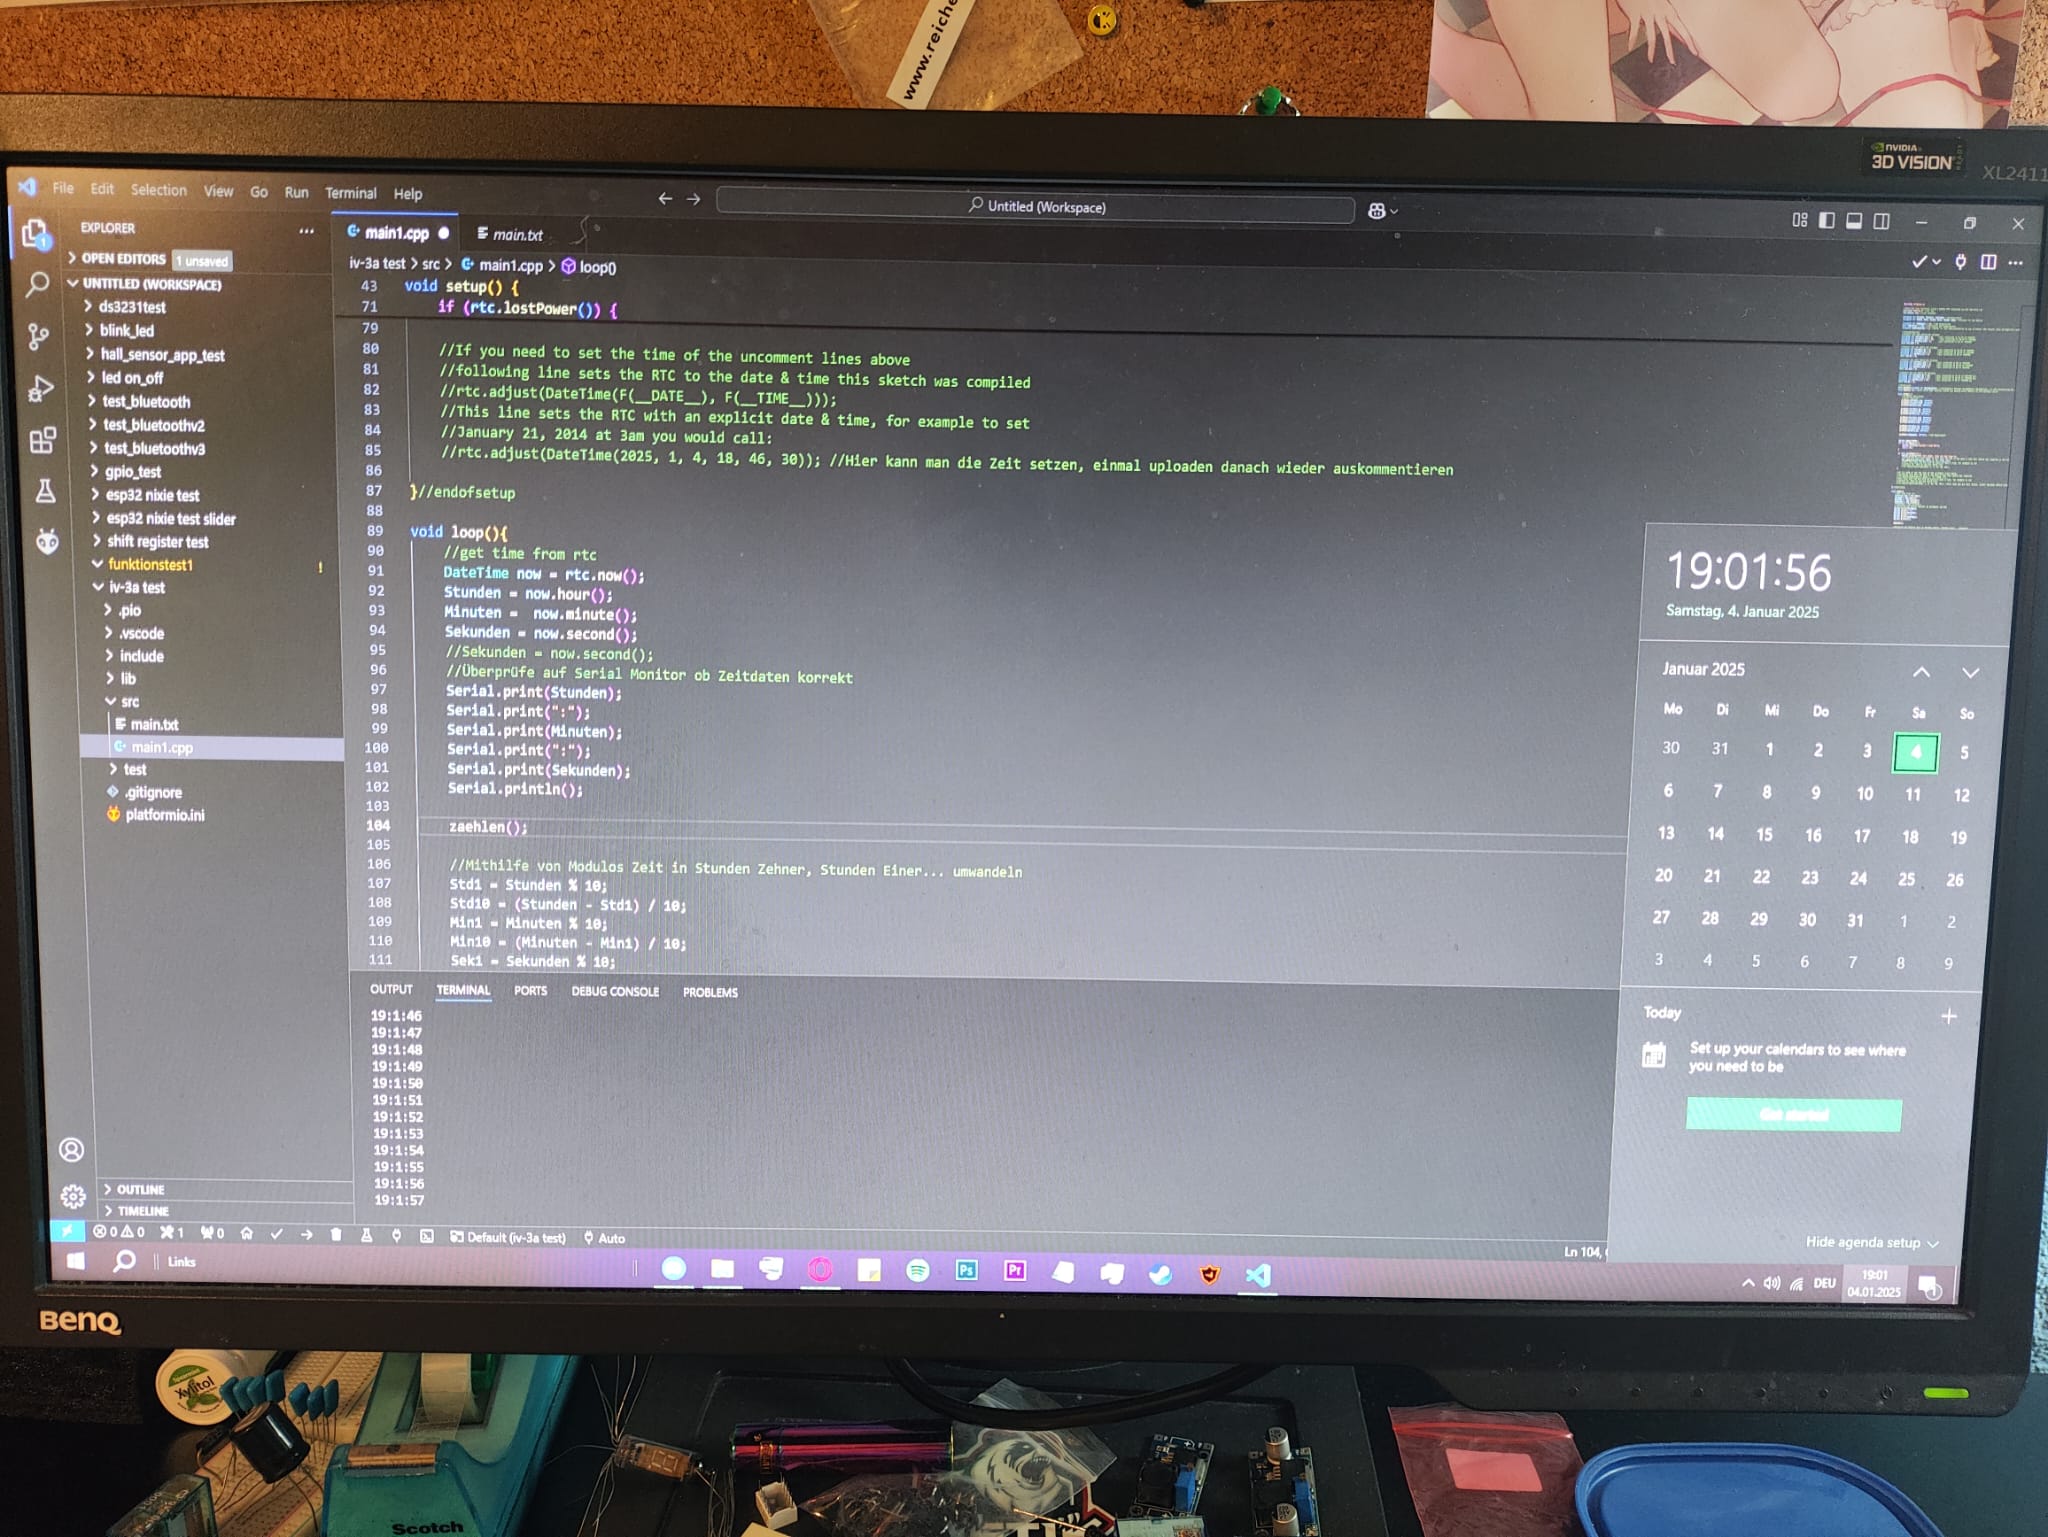 www.reiche
NVIDIA
3D VISION
XL2411
File Edit Selection View Go Run Terminal Help
Untitled (Workspace)
EXPLORER
OPEN EDITORS 1 unsaved
UNTITLED (WORKSPACE)
ds3231test
blink_led
hall_sensor_app_test
led on_off
test_bluetooth
test_bluetoothv2
test_bluetoothv3
gpio_test
esp32 nixie test
esp32 nixie test slider
shift register test
funktionstest1 !
iv-3a test
.pio
.vscode
include
lib
src
main.txt
main1.cpp
test
.gitignore
platformio.ini
OUTLINE
TIMELINE
main1.cpp
main.txt
iv-3a test > src > main1.cpp > loop()
43 void setup() {
71 if (rtc.lostPower()) {
79
80 //If you need to set the time of the uncomment lines above
81 //following line sets the RTC to the date & time this sketch was compiled
82 //rtc.adjust(DateTime(F(__DATE__), F(__TIME__)));
83 //This line sets the RTC with an explicit date & time, for example to set
84 //January 21, 2014 at 3am you would call:
85 //rtc.adjust(DateTime(2025, 1, 4, 18, 46, 30)); //Hier kann man die Zeit setzen, einmal uploaden danach wieder auskommentieren
86
87 }//endofsetup
88
89 void loop(){
90 //get time from rtc
91 DateTime now = rtc.now();
92 Stunden = now.hour();
93 Minuten =  now.minute();
94 Sekunden = now.second();
95 //Sekunden = now.second();
96 //Überprüfe auf Serial Monitor ob Zeitdaten korrekt
97 Serial.print(Stunden);
98 Serial.print(":");
99 Serial.print(Minuten);
100 Serial.print(":");
101 Serial.print(Sekunden);
102 Serial.println();
103
104 zaehlen();
105
106 //Mithilfe von Modulos Zeit in Stunden Zehner, Stunden Einer... umwandeln
107 Std1 = Stunden % 10;
108 Std10 = (Stunden - Std1) / 10;
109 Min1 = Minuten % 10;
110 Min10 = (Minuten - Min1) / 10;
111 Sek1 = Sekunden % 10;
OUTPUT TERMINAL PORTS DEBUG CONSOLE PROBLEMS
19:1:46
19:1:47
19:1:48
19:1:49
19:1:50
19:1:51
19:1:52
19:1:53
19:1:54
19:1:55
19:1:56
19:1:57
19:01:56
Samstag, 4. Januar 2025
Januar 2025
Mo Di Mi Do Fr Sa So
30 31 1 2 3 4 5
6 7 8 9 10 11 12
13 14 15 16 17 18 19
20 21 22 23 24 25 26
27 28 29 30 31 1 2
3 4 5 6 7 8 9
Today
Set up your calendars to see where
you need to be
Get started
Hide agenda setup
0 0 1 0 Default (iv-3a test) Auto
Ln 104,
Links
Ps Pr
DEU
19:01
04.01.2025
1
BenQ
Xylitol
Scotch